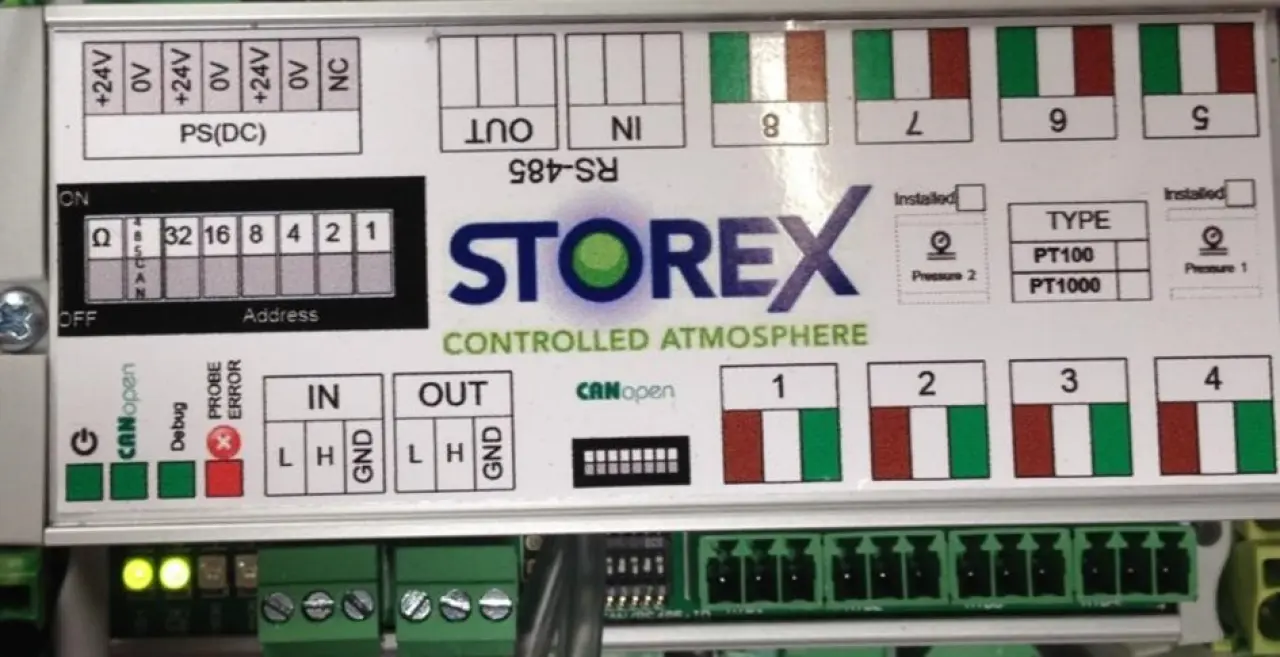 +24V 0V +24V 0V +24V 0V NC
PS(DC)
OUT IN
RS-485
8 7 6 5
ON
Ω 485CAN 32 16 8 4 2 1
OFF Address
STOREX
CONTROLLED ATMOSPHERE
Installed
Pressure 2
TYPE
PT100
PT1000
Installed
Pressure 1
CANopen
Debug
PROBE
ERROR
IN
L H GND
OUT
L H GND
CANopen
1 2 3 4